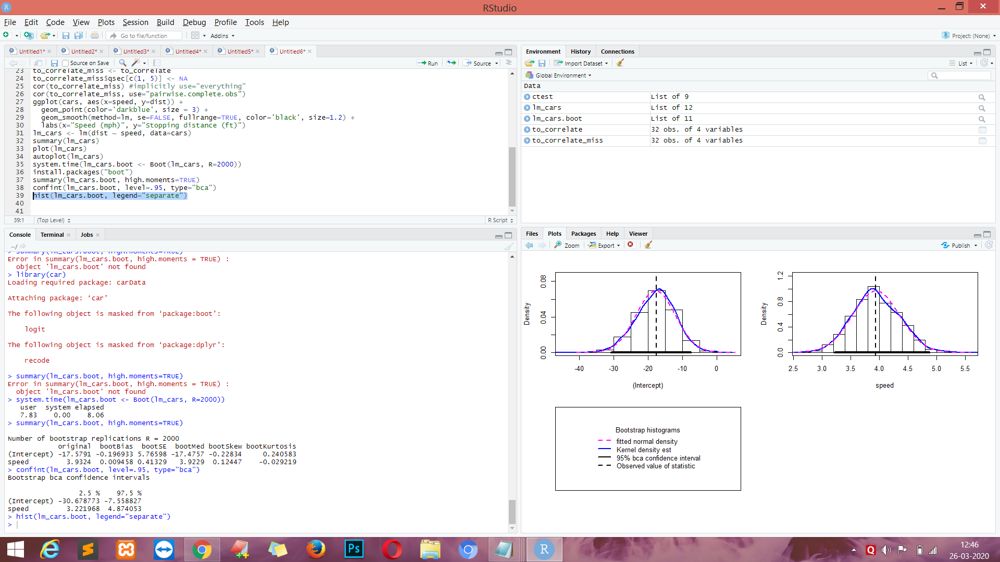 RStudio
File Edit Code View Plots Session Build Debug Profile Tools Help
Go to file/function Addins Project: (None)
Untitled1* Untitled2* Untitled3* Untitled4* Untitled5* Untitled6*
Source on Save Run Source
23 to_correlate_miss <- to_correlate
24 to_correlate_miss$qsec[c(1, 5)] <- NA
25 cor(to_correlate_miss) #implicitly use="everything"
26 cor(to_correlate_miss, use="pairwise.complete.obs")
27 ggplot(cars, aes(x=speed, y=dist)) +
28 geom_point(color='darkblue', size = 3) +
29 geom_smooth(method=lm, se=FALSE, fullrange=TRUE, color='black', size=1.2) +
30 labs(x="Speed (mph)", y="Stopping distance (ft)")
31 lm_cars <- lm(dist ~ speed, data=cars)
32 summary(lm_cars)
33 plot(lm_cars)
34 autoplot(lm_cars)
35 system.time(lm_cars.boot <- Boot(lm_cars, R=2000))
36 install.packages("boot")
37 summary(lm_cars.boot, high.moments=TRUE)
38 confint(lm_cars.boot, level=.95, type="bca")
39 hist(lm_cars.boot, legend="separate")
40
41
39:1 (Top Level) R Script
Console Terminal Jobs
~/
> summary(lm_cars.boot, high.moments=TRUE)
Error in summary(lm_cars.boot, high.moments = TRUE) :
object 'lm_cars.boot' not found
> library(car)
Loading required package: carData
Attaching package: ‘car’
The following object is masked from ‘package:boot’:
logit
The following object is masked from ‘package:dplyr’:
recode
> summary(lm_cars.boot, high.moments=TRUE)
Error in summary(lm_cars.boot, high.moments = TRUE) :
object 'lm_cars.boot' not found
> system.time(lm_cars.boot <- Boot(lm_cars, R=2000))
user system elapsed
7.83 0.00 8.06
> summary(lm_cars.boot, high.moments=TRUE)
Number of bootstrap replications R = 2000
original bootBias bootSE bootMed bootSkew bootKurtosis
(Intercept) -17.5791 -0.196933 5.76598 -17.4757 -0.22834 0.240583
speed 3.9324 0.009458 0.41329 3.9229 0.12447 -0.029219
> confint(lm_cars.boot, level=.95, type="bca")
Bootstrap bca confidence intervals
2.5 % 97.5 %
(Intercept) -30.678773 -7.558827
speed 3.221968 4.874053
> hist(lm_cars.boot, legend="separate")
>
Environment History Connections
Import Dataset List
Global Environment
Data
ctest List of 9
lm_cars List of 12
lm_cars.boot List of 11
to_correlate 32 obs. of 4 variables
to_correlate_miss 32 obs. of 4 variables
Files Plots Packages Help Viewer
Zoom Export Publish
Density
0.00 0.04 0.08
-40 -30 -20 -10 0
(Intercept)
Density
0.0 0.4 0.8 1.2
2.5 3.0 3.5 4.0 4.5 5.0 5.5
speed
Bootstrap histograms
fitted normal density
Kernel density est
95% bca confidence interval
Observed value of statistic
Ps
R
Q
12:46
26-03-2020